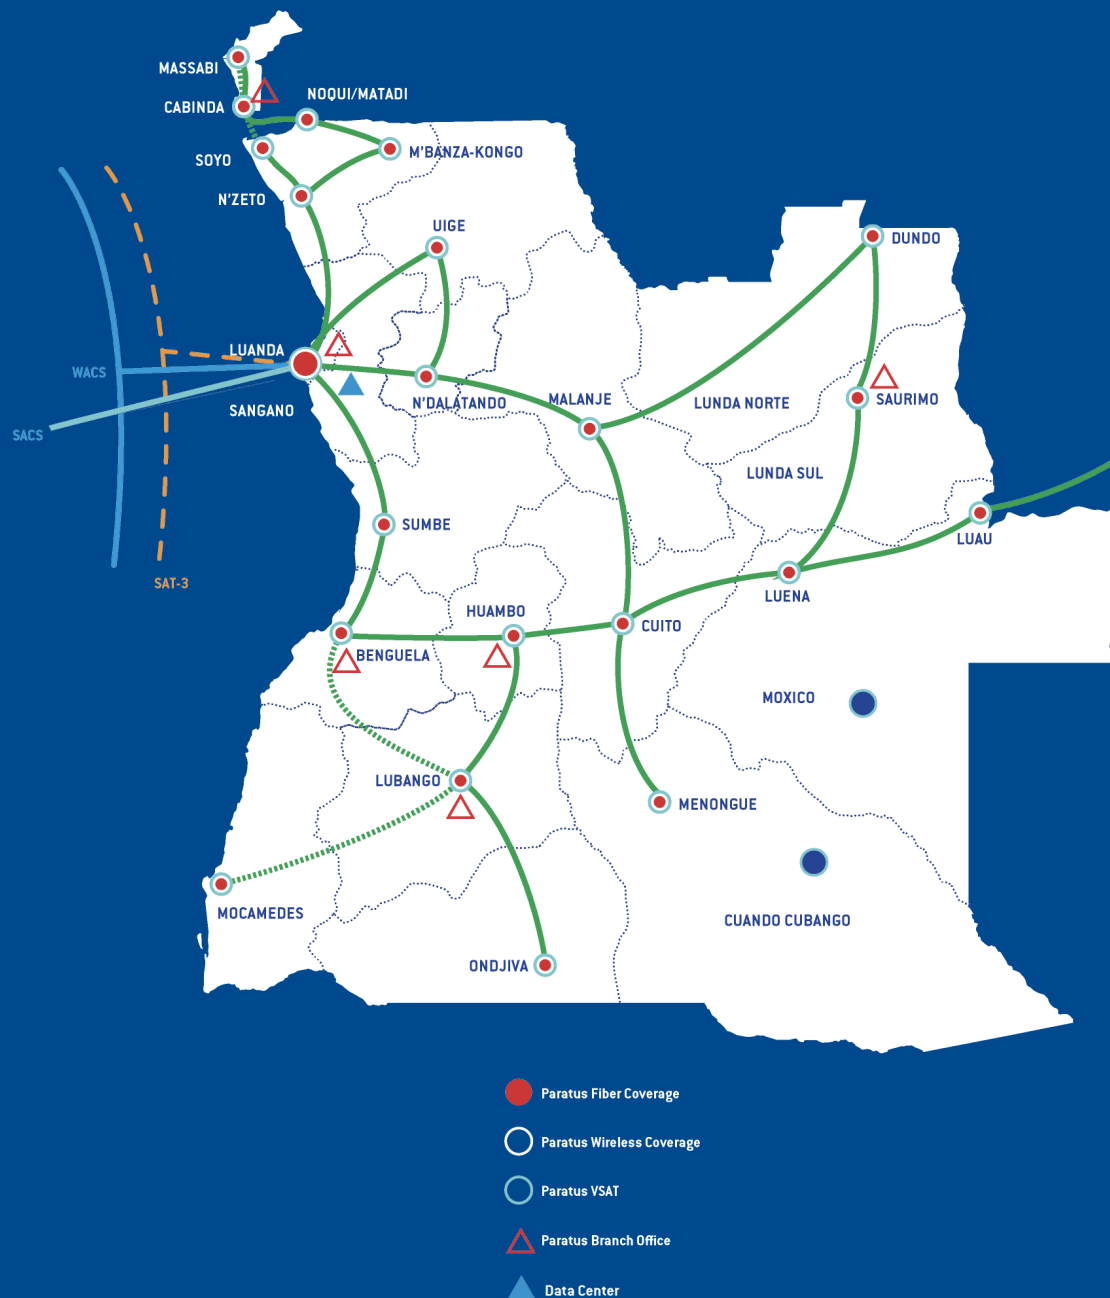 MASSABI
NOQUI/MATADI
CABINDA
M'BANZA-KONGO
SOYO
N'ZETO
UIGE
DUNDO
LUANDA
WACS
SANGANO
N'DALATANDO
MALANJE
LUNDA NORTE
SAURIMO
SACS
LUNDA SUL
SUMBE
LUAU
SAT-3
LUENA
HUAMBO
CUITO
BENGUELA
MOXICO
LUBANGO
MENONGUE
MOCAMEDES
CUANDO CUBANGO
ONDJIVA
Paratus Fiber Coverage
Paratus Wireless Coverage
Paratus VSAT
Paratus Branch Office
Data Center